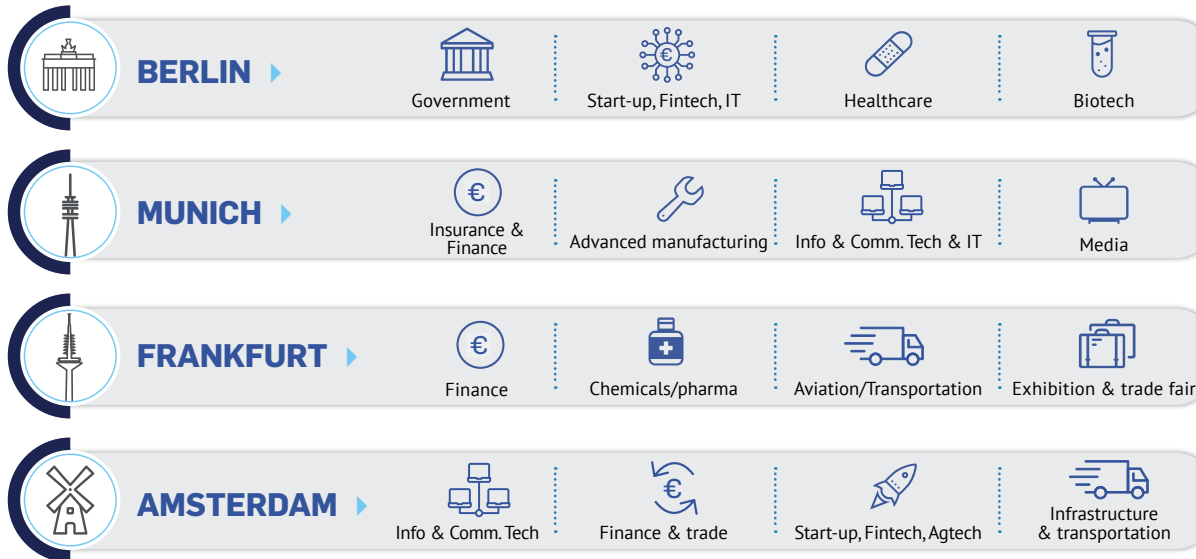 BERLIN
Government
Start-up, Fintech, IT
Healthcare
Biotech
MUNICH
Insurance &
Finance
Advanced manufacturing
Info & Comm. Tech & IT
Media
FRANKFURT
Finance
Chemicals/pharma
Aviation/Transportation
Exhibition & trade fair
AMSTERDAM
Info & Comm. Tech
Finance & trade
Start-up, Fintech, Agtech
Infrastructure
& transportation